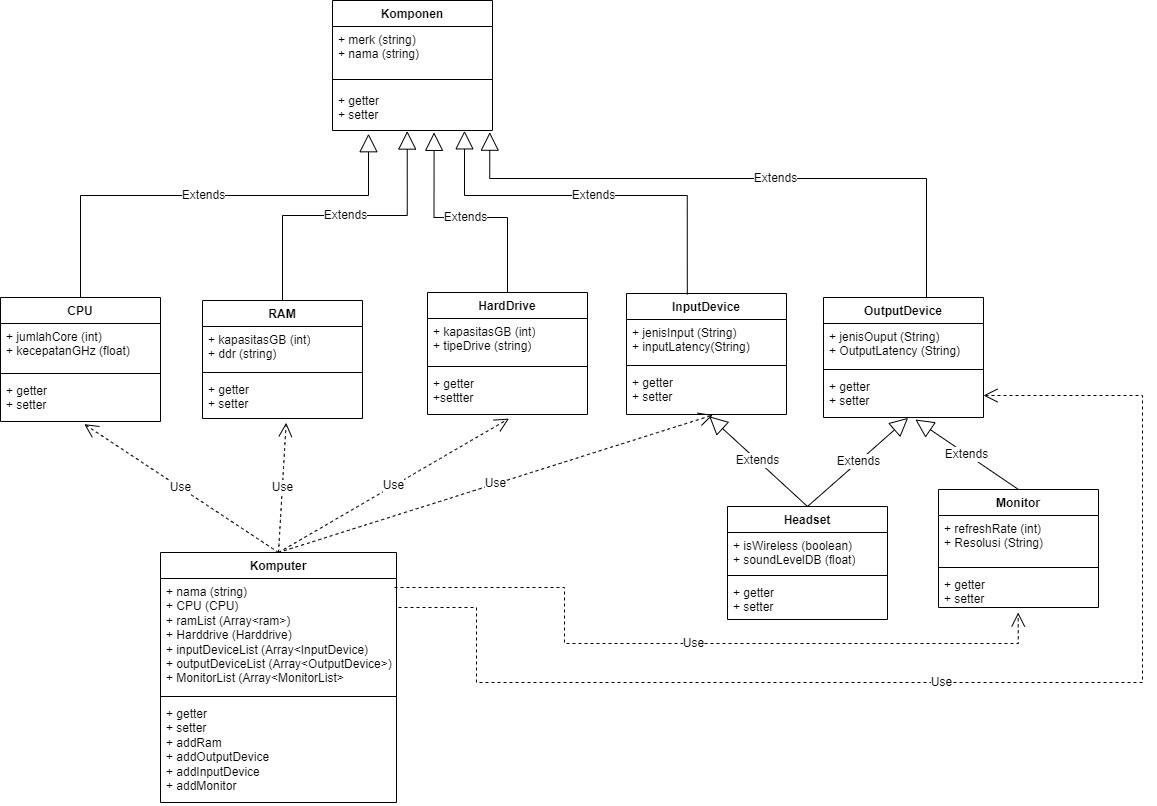 Komponen
+ merk (string)
+ nama (string)
+ getter
+ setter
Extends
Extends
Extends
Extends
Extends
CPU
+ jumlahCore (int)
+ kecepatanGHz (float)
+ getter
+ setter
RAM
+ kapasitasGB (int)
+ ddr (string)
+ getter
+ setter
HardDrive
+ kapasitasGB (int)
+ tipeDrive (string)
+ getter
+settter
InputDevice
+ jenisInput (String)
+ inputLatency(String)
+ getter
+ setter
OutputDevice
+ jenisOuput (String)
+ OutputLatency (String)
+ getter
+ setter
Use
Use
Use
Use
Extends
Extends
Extends
Headset
+ isWireless (boolean)
+ soundLevelDB (float)
+ getter
+ setter
Monitor
+ refreshRate (int)
+ Resolusi (String)
+ getter
+ setter
Komputer
+ nama (string)
+ CPU (CPU)
+ ramList (Array<ram>)
+ Harddrive (Harddrive)
+ inputDeviceList (Array<InputDevice)
+ outputDeviceList (Array<OutputDevice>)
+ MonitorList (Array<MonitorList>
+ getter
+ setter
+ addRam
+ addOutputDevice
+ addInputDevice
+ addMonitor
Use
Use